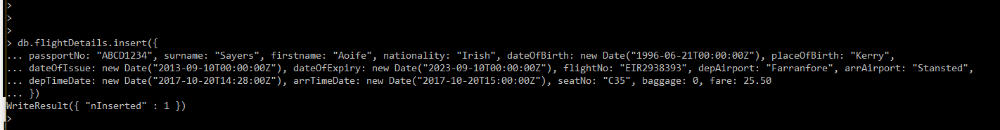 >
>
>
> db.flightDetails.insert({
... passportNo: "ABCD1234", surname: "Sayers", firstname: "Aoife", nationality: "Irish", dateOfBirth: new Date("1996-06-21T00:00:00Z"), placeOfBirth: "Kerry",
... dateOfIssue: new Date("2013-09-10T00:00:00Z"), dateOfExpiry: new Date("2023-09-10T00:00:00Z"), flightNo: "EIR2938393", depAirport: "Farranfore", arrAirport: "Stansted",
... depTimeDate: new Date("2017-10-20T14:28:00Z"), arrTimeDate: new Date("2017-10-20T15:00:00Z"), seatNo: "C35", baggage: 0, fare: 25.50
... })
WriteResult({ "nInserted" : 1 })
>